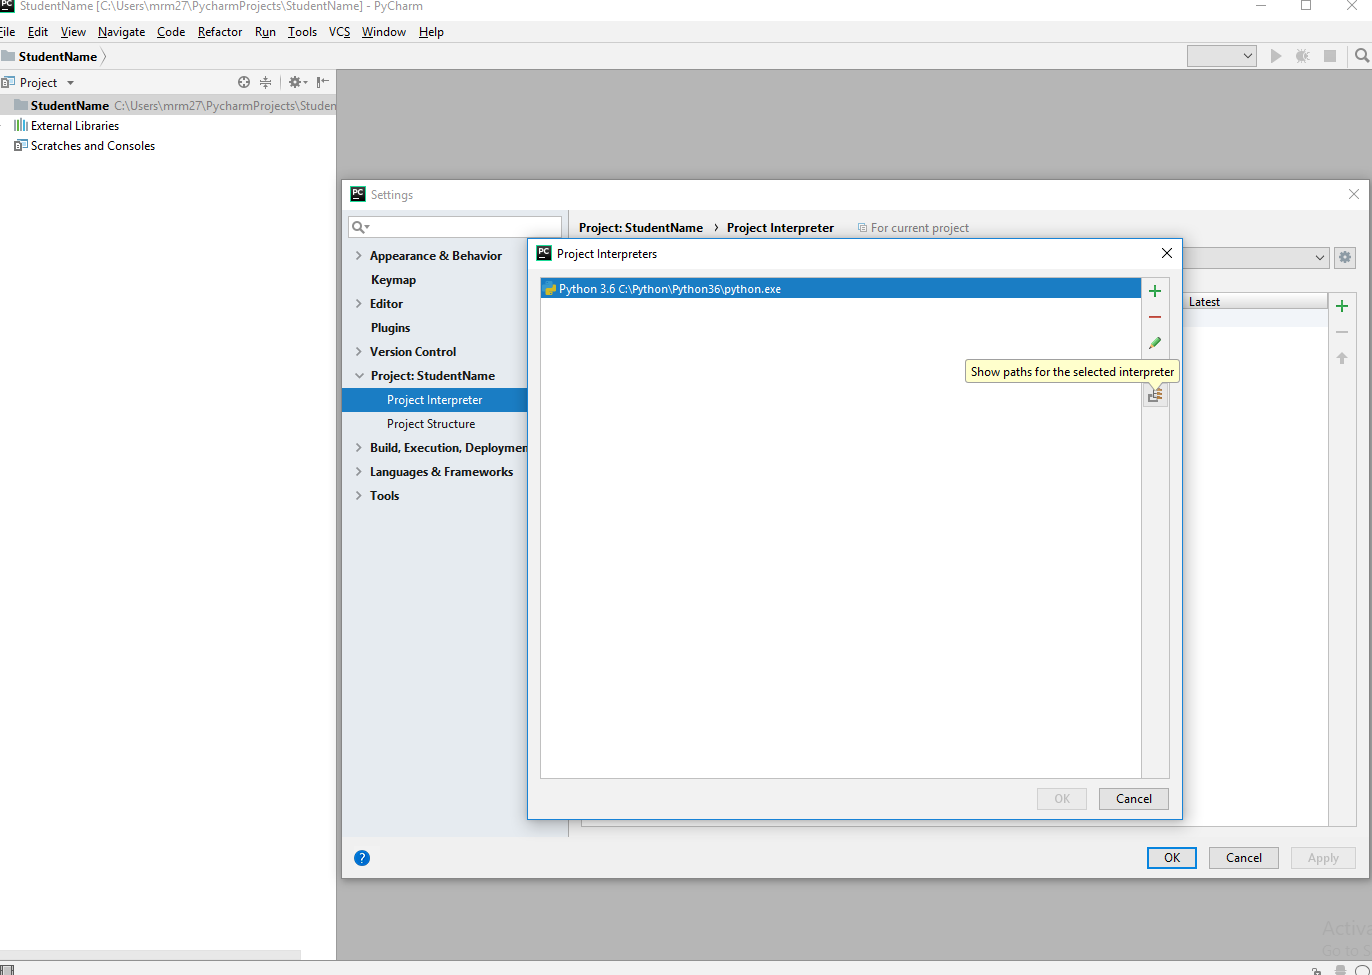 StudentName [C:\Users\mrm27\PycharmProjects\StudentName] - PyCharm
File Edit View Navigate Code Refactor Run Tools VCS Window Help
StudentName
Project
StudentName C:\Users\mrm27\PycharmProjects\Studen
External Libraries
Scratches and Consoles
PC Settings
Project: StudentName › Project Interpreter For current project
Appearance & Behavior
Keymap
Editor
Plugins
Version Control
Project: StudentName
Project Interpreter
Project Structure
Build, Execution, Deploymen
Languages & Frameworks
Tools
PC Project Interpreters
Python 3.6 C:\Python\Python36\python.exe
Latest
Show paths for the selected interpreter
OK Cancel
? OK Cancel Apply
Activa
Go to S